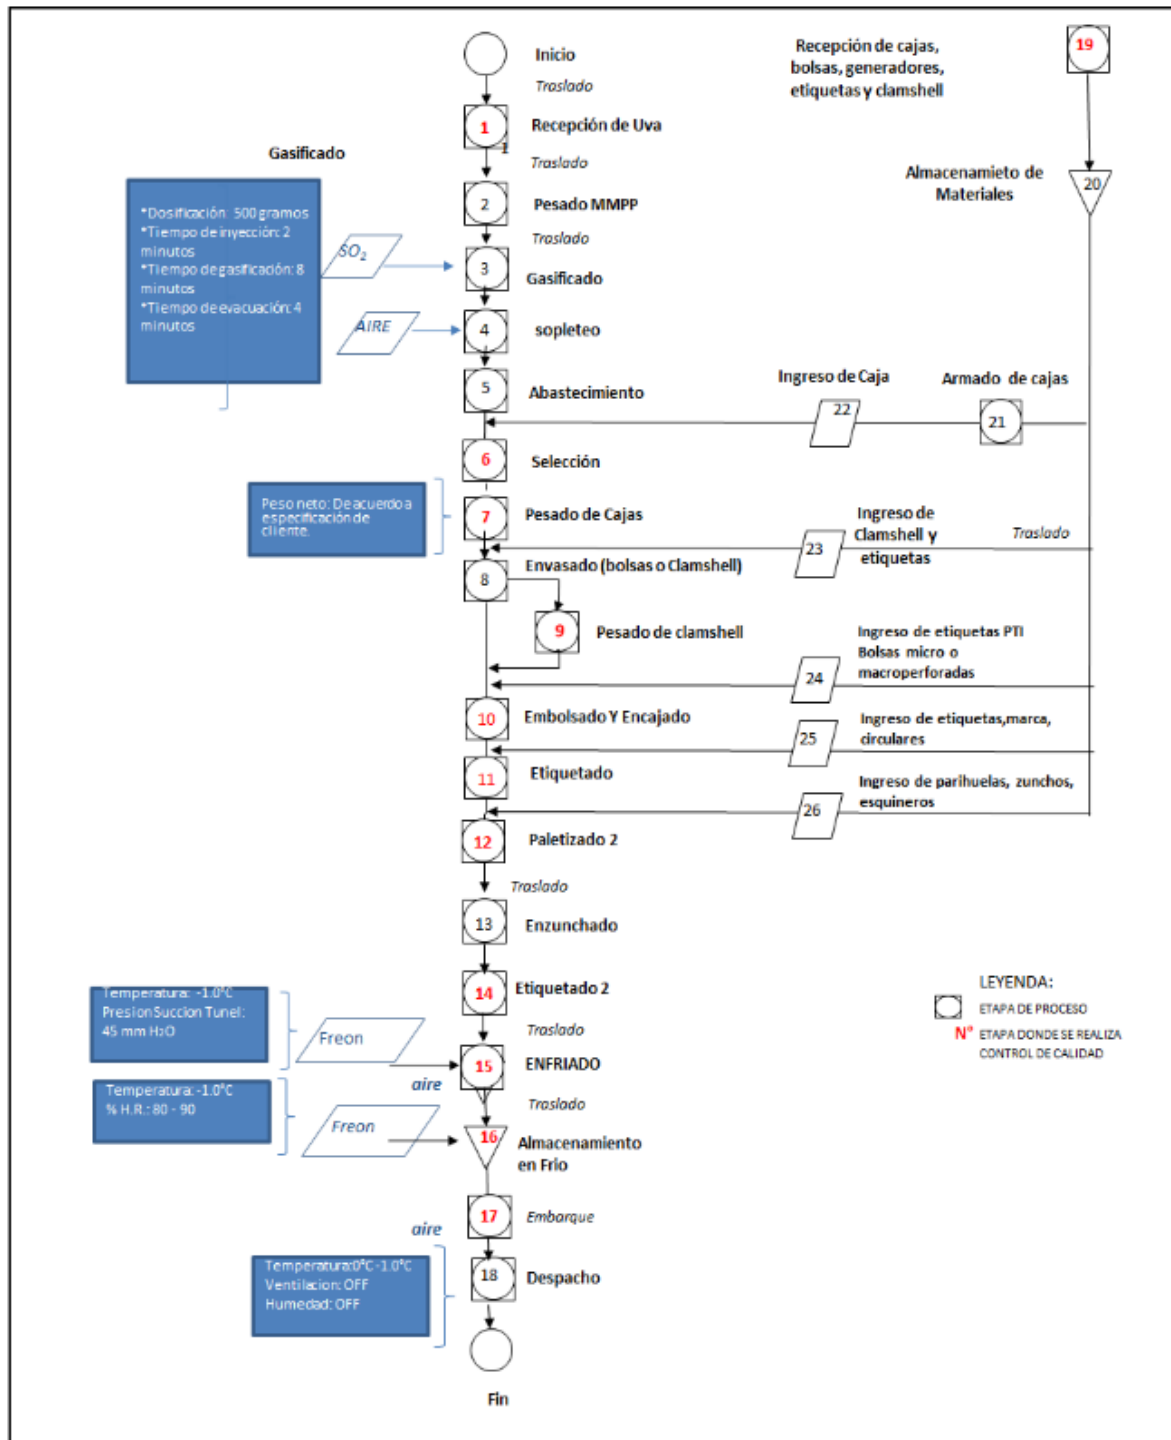 Inicio
Traslado
Recepción de cajas,
bolsas, generadores,
etiquetas y clamshell
19
1
Recepción de Uva
1
Traslado
Gasificado
Almacenamieto de
Materiales
20
2
Pesado MMPP
Traslado
*Dosificación: 500 gramos
*Tiempo de inyección: 2
minutos
*Tiempo de gasificación: 8
minutos
*Tiempo de evacuación: 4
minutos
SO₂
3
Gasificado
AIRE
4
sopleteo
5
Abastecimiento
Ingreso de Caja
22
Armado de cajas
21
6
Selección
Peso neto: De acuerdo a
especificación de
cliente.
7
Pesado de Cajas
Ingreso de
Clamshell y
etiquetas
23
Traslado
8
Envasado (bolsas o Clamshell)
9
Pesado de clamshell
Ingreso de etiquetas PTI
Bolsas micro o
macroperforadas
24
10
Embolsado Y Encajado
25
Ingreso de etiquetas,marca,
circulares
11
Etiquetado
Ingreso de parihuelas, zunchos,
esquineros
26
12
Paletizado 2
Traslado
13
Enzunchado
14
Etiquetado 2
Traslado
Temperatura: -1.0°C
Presion Succion Tunel:
45 mm H₂O
Freon
15
ENFRIADO
aire
Traslado
Temperatura: -1.0°C
% H.R.: 80 - 90
Freon
16
Almacenamiento
en Frio
17
Embarque
aire
Temperatura:0°C -1.0°C
Ventilacion: OFF
Humedad: OFF
18
Despacho
Fin
LEYENDA:
ETAPA DE PROCESO
N° ETAPA DONDE SE REALIZA
CONTROL DE CALIDAD